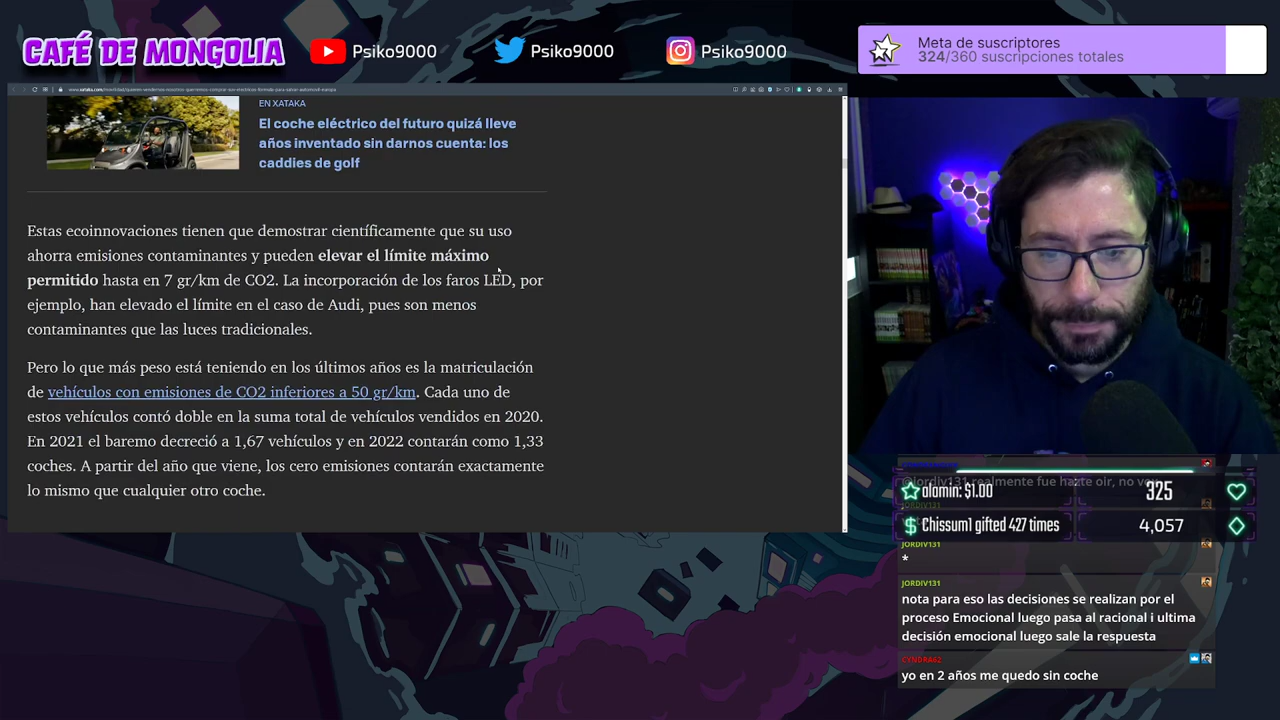 CAFÉ DE MONGOLIA
Psiko9000
Psiko9000
Psiko9000
Meta de suscriptores
324/360 suscripciones totales
EN XATAKA
El coche eléctrico del futuro quizá lleve
años inventado sin darnos cuenta: los
caddies de golf
Estas ecoinnovaciones tienen que demostrar científicamente que su uso
ahorra emisiones contaminantes y pueden elevar el límite máximo
permitido hasta en 7 gr/km de CO2. La incorporación de los faros LED, por
ejemplo, han elevado el límite en el caso de Audi, pues son menos
contaminantes que las luces tradicionales.
Pero lo que más peso está teniendo en los últimos años es la matriculación
de vehículos con emisiones de CO2 inferiores a 50 gr/km. Cada uno de
estos vehículos contó doble en la suma total de vehículos vendidos en 2020.
En 2021 el baremo decreció a 1,67 vehículos y en 2022 contarán como 1,33
coches. A partir del año que viene, los cero emisiones contarán exactamente
lo mismo que cualquier otro coche.
@jordiv131 realmente fue hazte oir, no vox
alamin: $1.00
325
Chissum1 gifted 427 times
4,057
JORDIV131
*
JORDIV131
nota para eso las decisiones se realizan por el
proceso Emocional luego pasa al racional i ultima
decisión emocional luego sale la respuesta
CYNDRA62
yo en 2 años me quedo sin coche